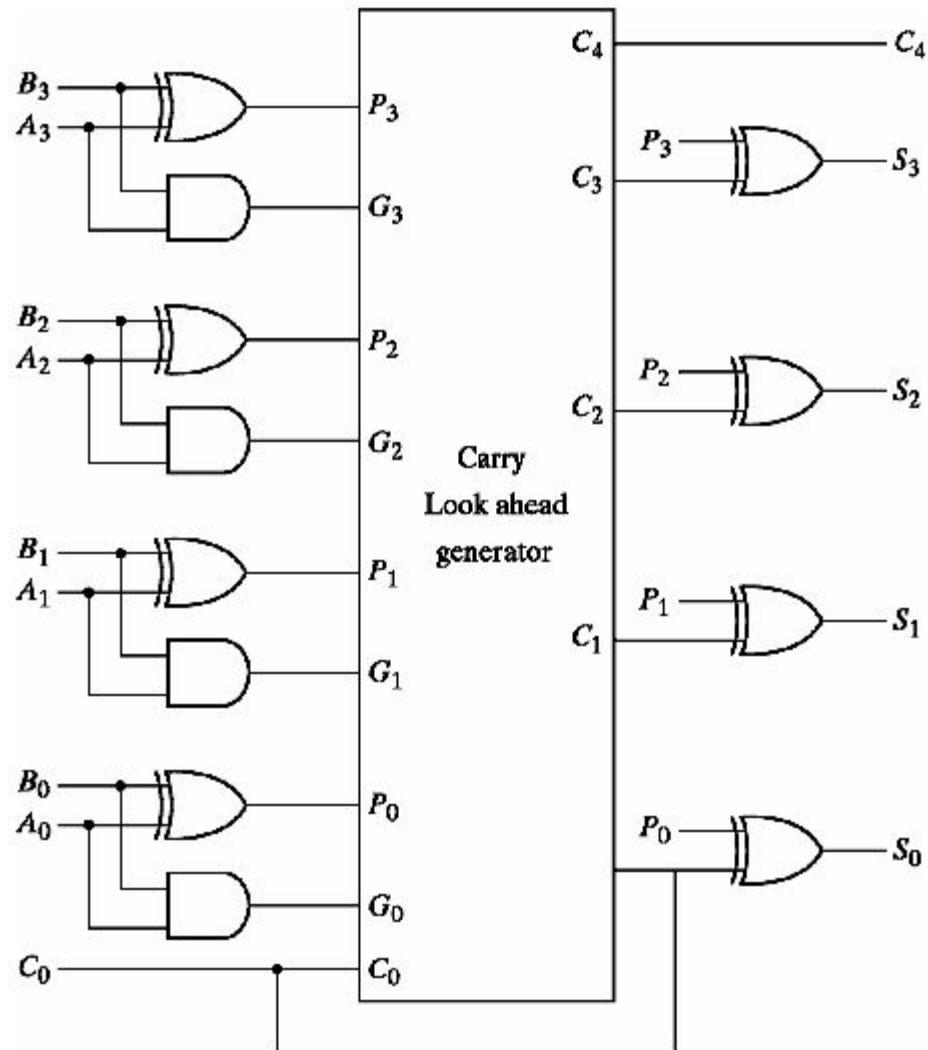 C₄ C₄
B₃
A₃
P₃
P₃
S₃
C₃
G₃
B₂
A₂
P₂
P₂
S₂
C₂
G₂
Carry
Look ahead
generator
B₁
A₁
P₁
P₁
S₁
C₁
G₁
B₀
A₀
P₀
P₀
S₀
G₀
C₀ C₀